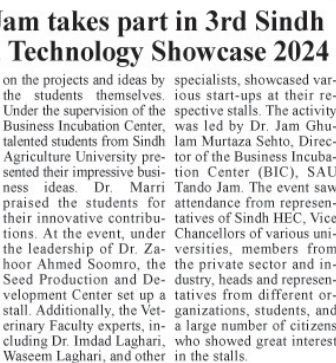 Jam takes part in 3rd Sindh
Technology Showcase 2024
on the projects and ideas by
the students themselves.
Under the supervision of the
Business Incubation Center,
talented students from Sindh
Agriculture University pre-
sented their impressive busi-
ness ideas. Dr. Marri
praised the students for
their innovative contribu-
tions. At the event, under
the leadership of Dr. Za-
hoor Ahmed Soomro, the
Seed Production and De-
velopment Center set up a
stall. Additionally, the Vet-
erinary Faculty experts, in-
cluding Dr. Imdad Laghari,
Waseem Laghari, and other
specialists, showcased var-
ious start-ups at their re-
spective stalls. The activity
was led by Dr. Jam Ghu-
lam Murtaza Sehto, Direc-
tor of the Business Incuba-
tion Center (BIC), SAU
Tando Jam. The event saw
attendance from represen-
tatives of Sindh HEC, Vice
Chancellors of various uni-
versities, members from
the private sector and in-
dustry, heads and represen-
tatives from different or-
ganizations, students, and
a large number of citizens
who showed great interest
in the stalls.